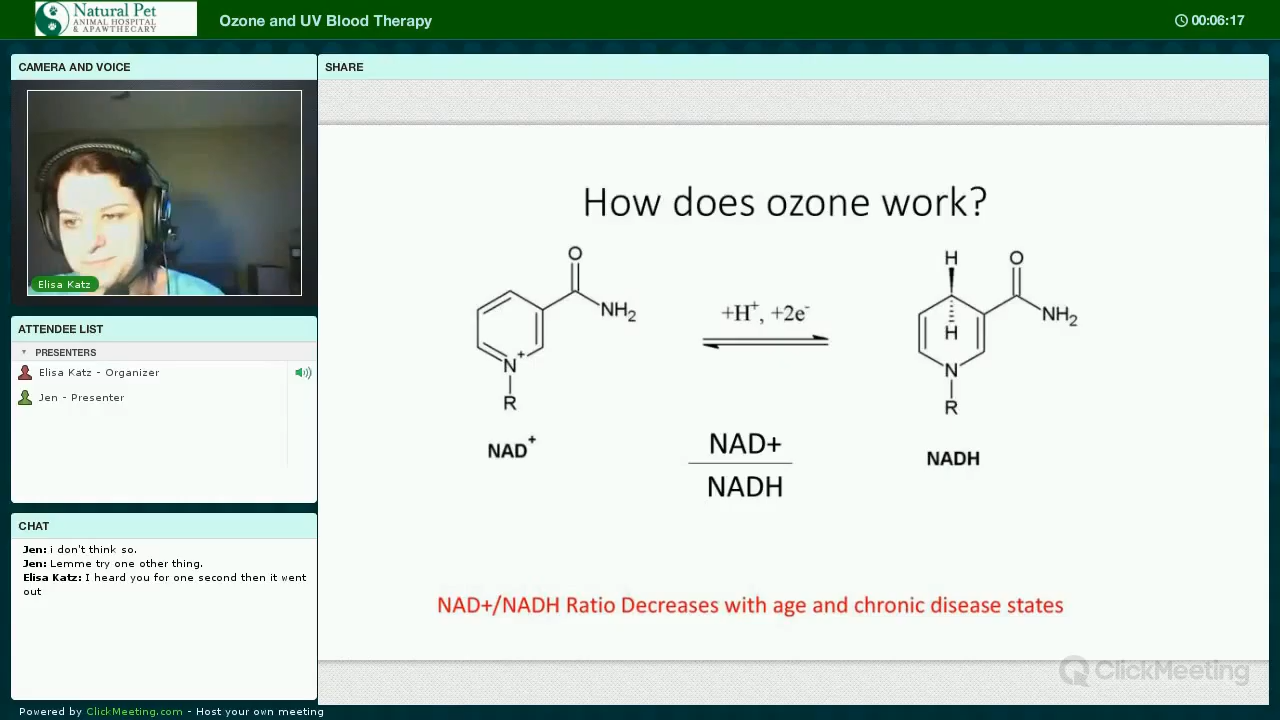 Natural Pet
ANIMAL HOSPITAL
& APAWTHECARY
Ozone and UV Blood Therapy
00:06:17
CAMERA AND VOICE
Elisa Katz
ATTENDEE LIST
PRESENTERS
Elisa Katz - Organizer
Jen - Presenter
CHAT
Jen: i don't think so.
Jen: Lemme try one other thing.
Elisa Katz: I heard you for one second then it went
out
SHARE
How does ozone work?
O
NH2
N+
R
NAD+
+H+, +2e-
NAD+
NADH
H
O
H
NH2
N
R
NADH
NAD+/NADH Ratio Decreases with age and chronic disease states
ClickMeeting
Powered by ClickMeeting.com - Host your own meeting